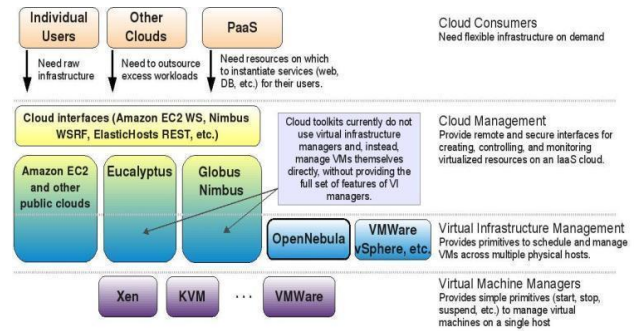 Individual
Users
Other
Clouds
PaaS
Cloud Consumers
Need flexible infrastructure on demand
Need raw
infrastructure
Need to outsource
excess workloads
Need resources on which
to instantiate services (web,
DB, etc.) for their users.
Cloud interfaces (Amazon EC2 WS, Nimbus
WSRF, ElasticHosts REST, etc.)
Cloud toolkits currently do not
use virtual infrastructure
managers and, instead,
manage VMs themselves
directly, without providing the
full set of features of VI
managers.
Cloud Management
Provide remote and secure interfaces for
creating, controlling, and monitoring
virtualized resources on an IaaS cloud.
Amazon EC2
and other
public clouds
Eucalyptus
Globus
Nimbus
OpenNebula
VMWare
vSphere, etc.
Virtual Infrastructure Management
Provides primitives to schedule and manage
VMs across multiple physical hosts.
Xen
KVM
...
VMWare
Virtual Machine Managers
Provides simple primitives (start, stop,
suspend, etc.) to manage virtual
machines on a single host